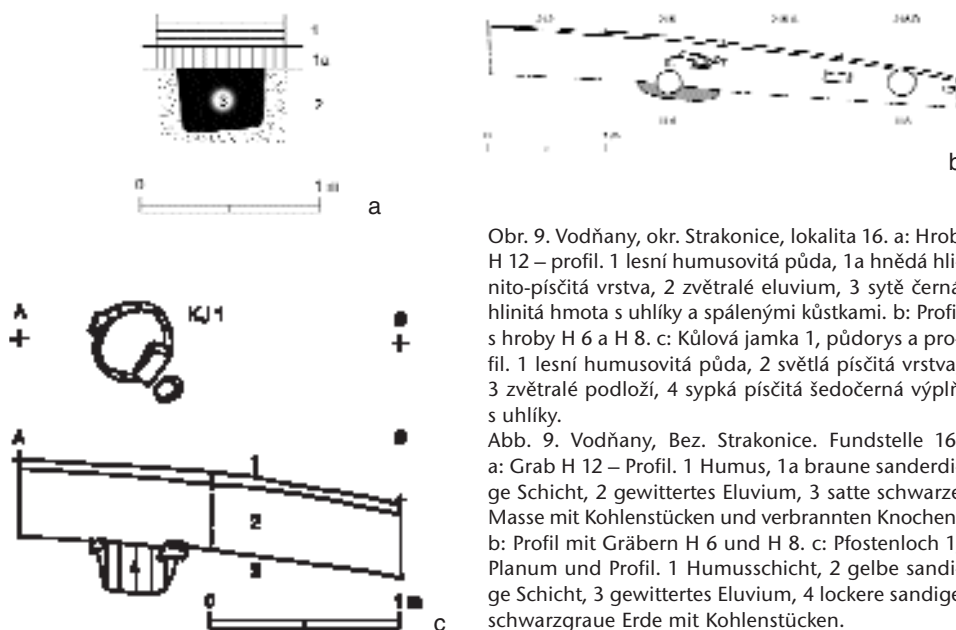 1
1a
3
2
0 1 m
a
b
A KJ 1 B
A B
1
2
4 3
0 1 m
c
Obr. 9. Vodňany, okr. Strakonice, lokalita 16. a: Hrob
H 12 – profil. 1 lesní humusovitá půda, 1a hnědá hli
nito-písčitá vrstva, 2 zvětralé eluvium, 3 sytě černá
hlinitá hmota s uhlíky a spálenými kůstkami. b: Profi
s hroby H 6 a H 8. c: Kůlová jamka 1, půdorys a pro
fil. 1 lesní humusovitá půda, 2 světlá písčitá vrstva
3 zvětralé podloží, 4 sypká písčitá šedočerná výplň
s uhlíky.
Abb. 9. Vodňany, Bez. Strakonice. Fundstelle 16
a: Grab H 12 – Profil. 1 Humus, 1a braune sanderdi
ge Schicht, 2 gewittertes Eluvium, 3 satte schwarze
Masse mit Kohlenstücken und verbrannten Knochen
b: Profil mit Gräbern H 6 und H 8. c: Pfostenloch 1
Planum und Profil. 1 Humusschicht, 2 gelbe sandi
ge Schicht, 3 gewittertes Eluvium, 4 lockere sandige
schwarzgraue Erde mit Kohlenstücken.